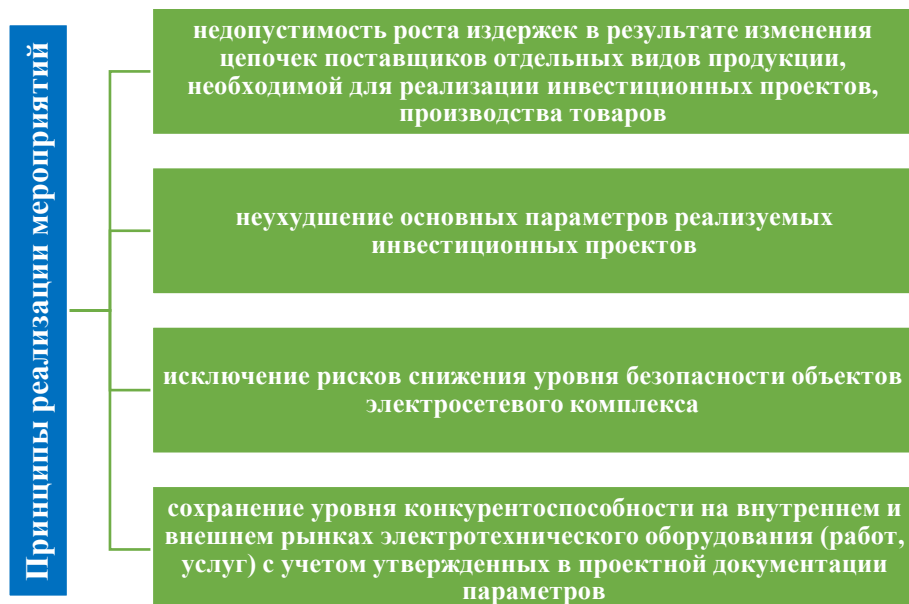 Принципы реализации мероприятий
недопустимость роста издержек в результате изменения
цепочек поставщиков отдельных видов продукции,
необходимой для реализации инвестиционных проектов,
производства товаров
неухудшение основных параметров реализуемых
инвестиционных проектов
исключение рисков снижения уровня безопасности объектов
электросетевого комплекса
сохранение уровня конкурентоспособности на внутреннем и
внешнем рынках электротехнического оборудования (работ,
услуг) с учетом утвержденных в проектной документации
параметров